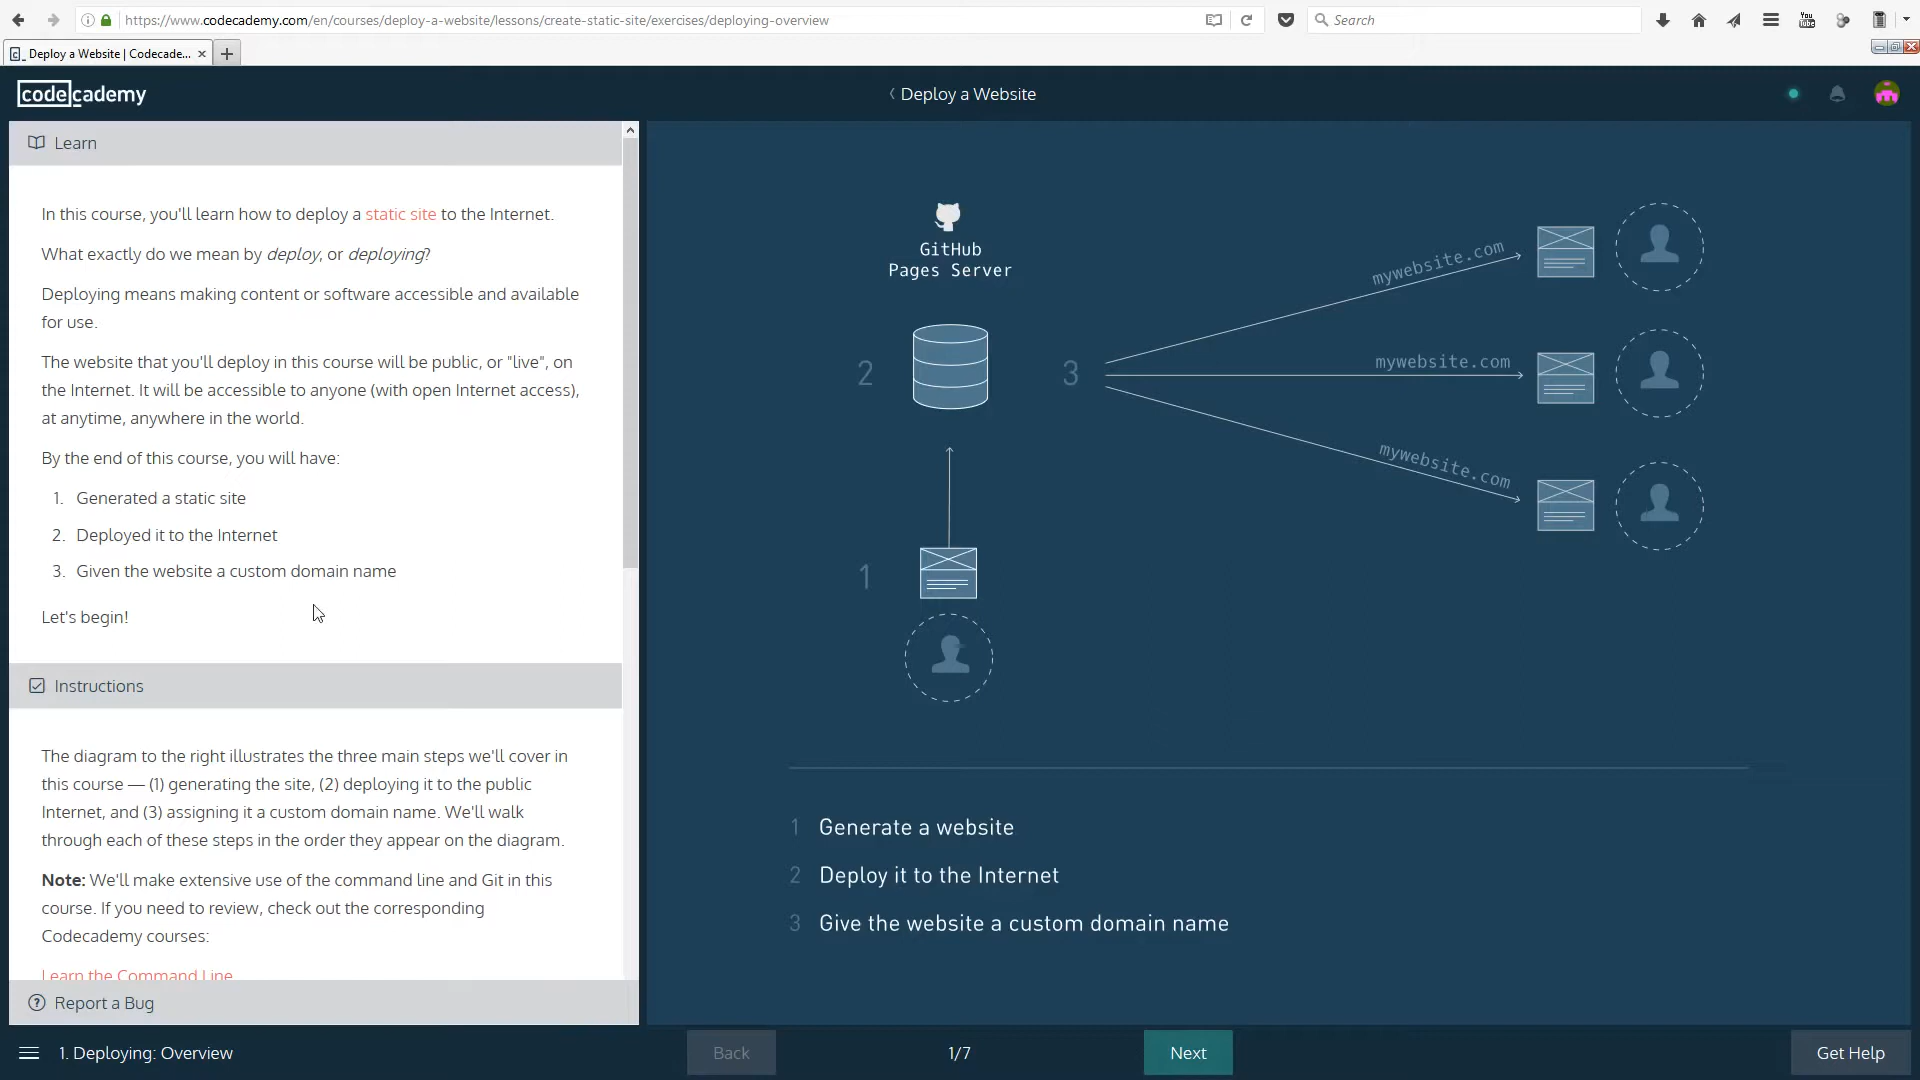 https://www.codecademy.com/en/courses/deploy-a-website/lessons/create-static-site/exercises/deploying-overview
Search
You
Tube
Deploy a Website | Codecade...
codecademy
Deploy a Website
Learn
In this course, you'll learn how to deploy a static site to the Internet.
What exactly do we mean by deploy, or deploying?
Deploying means making content or software accessible and available
for use.
The website that you'll deploy in this course will be public, or "live", on
the Internet. It will be accessible to anyone (with open Internet access),
at anytime, anywhere in the world.
By the end of this course, you will have:
1. Generated a static site
2. Deployed it to the Internet
3. Given the website a custom domain name
Let's begin!
Instructions
The diagram to the right illustrates the three main steps we'll cover in
this course — (1) generating the site, (2) deploying it to the public
Internet, and (3) assigning it a custom domain name. We'll walk
through each of these steps in the order they appear on the diagram.
Note: We'll make extensive use of the command line and Git in this
course. If you need to review, check out the corresponding
Codecademy courses:
Learn the Command Line
Report a Bug
GitHub
Pages Server
2
3
1
mywebsite.com
mywebsite.com
mywebsite.com
1 Generate a website
2 Deploy it to the Internet
3 Give the website a custom domain name
1. Deploying: Overview
Back
1/7
Next
Get Help